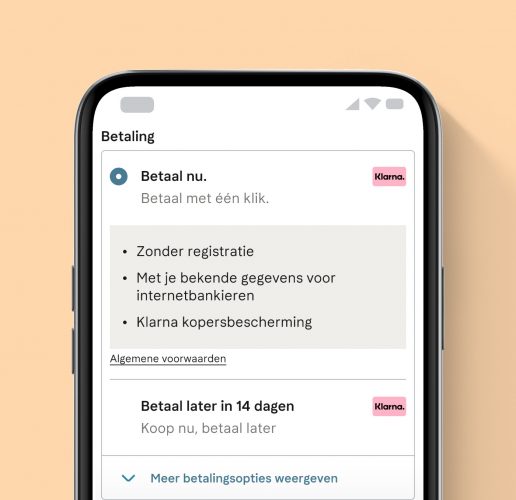 Betaling
Betaal nu.
Klarna.
Betaal met één klik.
• Zonder registratie
• Met je bekende gegevens voor
internetbankieren
• Klarna kopersbescherming
Algemene voorwaarden
Betaal later in 14 dagen
Klarna.
Koop nu, betaal later
Meer betalingsopties weergeven